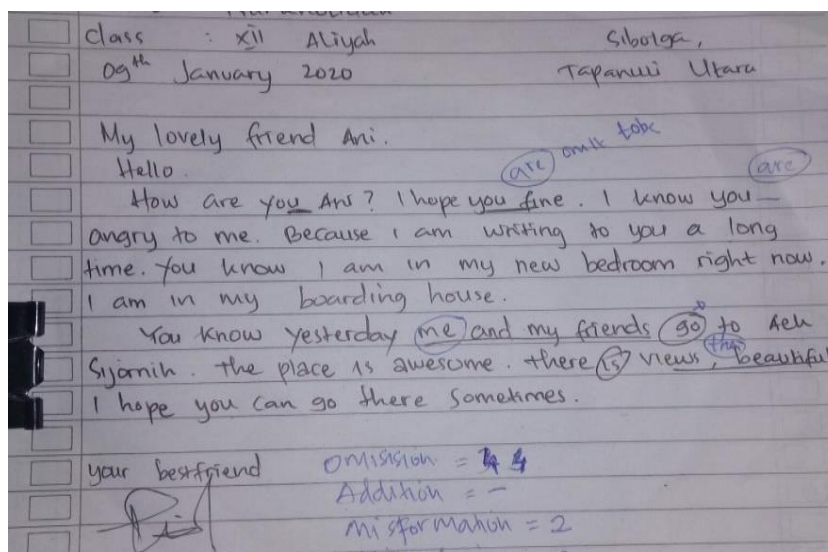 class : XII Aliyah Sibolga,
09th January 2020 Tapanuli Utara
My lovely friend Ani.
Hello. are omit tobe are
How are you Ani? I hope you fine. I know you
angry to me. Because I am writing to you a long
time. You know I am in my new bedroom right now.
I am in my boarding house.
You know yesterday me and my friends go to Aek
Sijornih. the place is awesome. there is views, beautiful
I hope you can go there sometimes.
your bestfriend Omission = 4
Addition = -
Misformation = 2